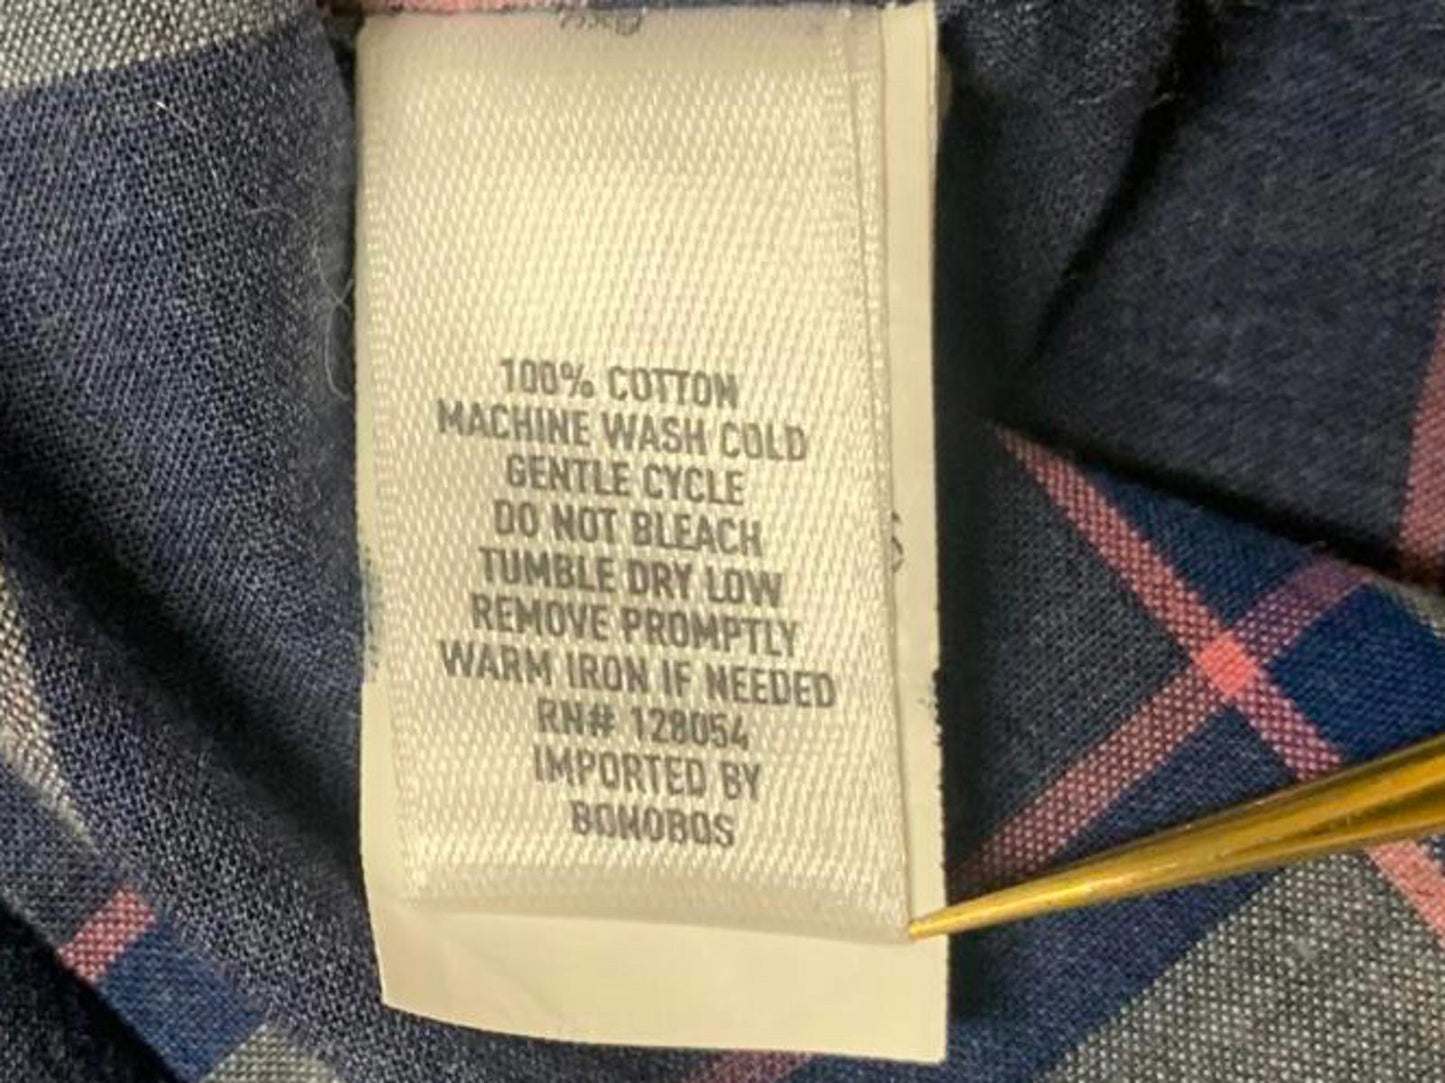 100% COTTON
MACHINE WASH COLD
GENTLE CYCLE
DO NOT BLEACH
TUMBLE DRY LOW
REMOVE PROMPTLY
WARM IRON IF NEEDED
RN# 128054
IMPORTED BY
BONOBOS